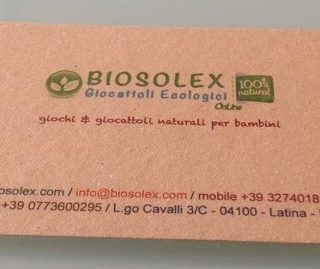 BIOSOLEX
100% natural
Giocattoli Ecologici
OnLine
giochi & giocattoli naturali per bambini
osolex.com / info@biosolex.com / mobile +39 3274018
+39 0773600295 / L.go Cavalli 3/C - 04100 - Latina -